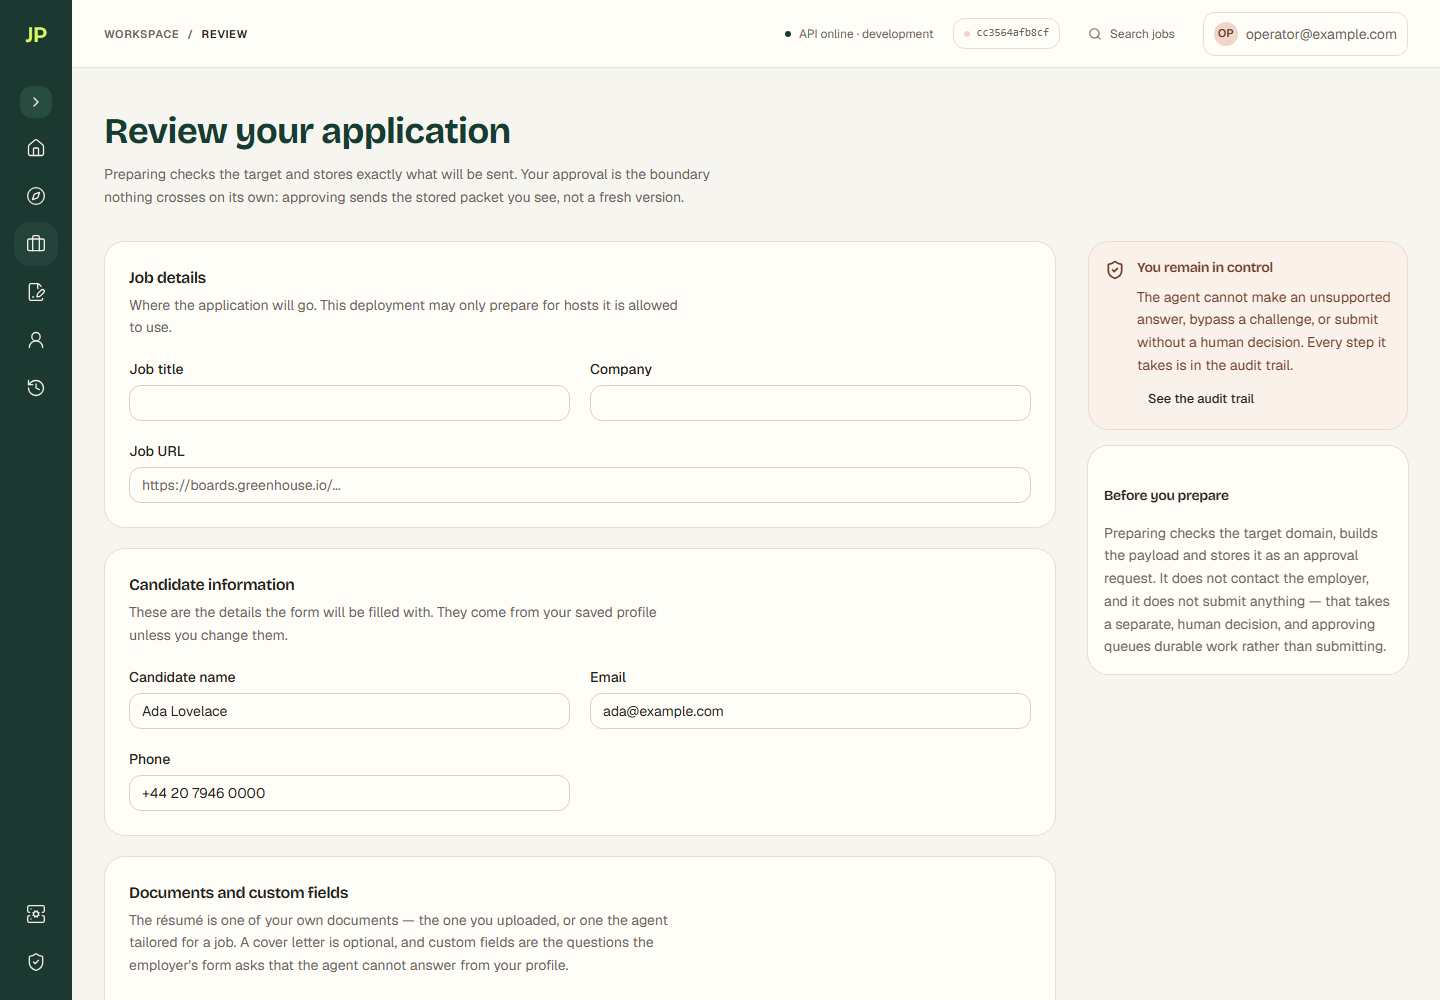 JP
WORKSPACE / REVIEW
API online · development
cc3564afb8cf
Search jobs
OP
operator@example.com
Review your application
Preparing checks the target and stores exactly what will be sent. Your approval is the boundary
nothing crosses on its own: approving sends the stored packet you see, not a fresh version.
Job details
Where the application will go. This deployment may only prepare for hosts it is allowed
to use.
Job title
Company
Job URL
https://boards.greenhouse.io/...
Candidate information
These are the details the form will be filled with. They come from your saved profile
unless you change them.
Candidate name
Email
Ada Lovelace
ada@example.com
Phone
+44 20 7946 0000
Documents and custom fields
The résumé is one of your own documents — the one you uploaded, or one the agent
tailored for a job. A cover letter is optional, and custom fields are the questions the
employer's form asks that the agent cannot answer from your profile.
You remain in control
The agent cannot make an unsupported
answer, bypass a challenge, or submit
without a human decision. Every step it
takes is in the audit trail.
See the audit trail
Before you prepare
Preparing checks the target domain, builds
the payload and stores it as an approval
request. It does not contact the employer,
and it does not submit anything — that takes
a separate, human decision, and approving
queues durable work rather than submitting.